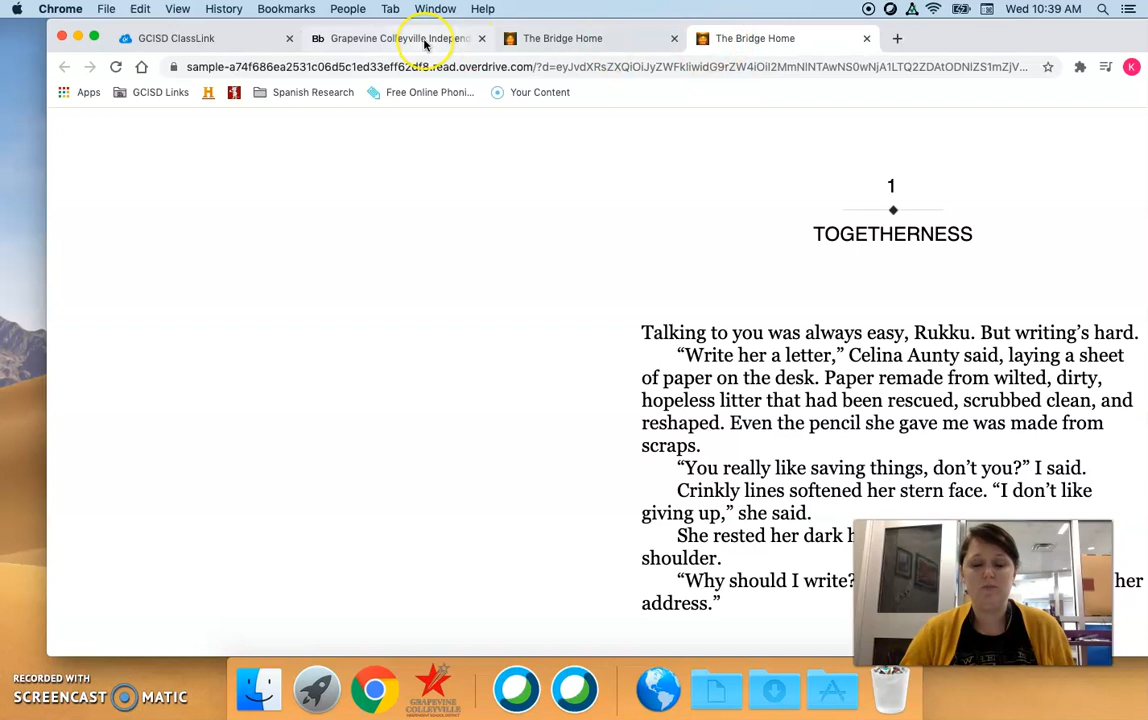 Chrome File Edit View History Bookmarks People Tab Window Help Wed 10:39 AM
GCISD ClassLink Bb Grapevine Colleyville Independ The Bridge Home The Bridge Home
K
GCISD Links H Spanish Research Free Online Phoni... Your Content
Apps
1
TOGETHERNESS
Talking to you was always easy, Rukku. But writing's hard.
“Write her a letter,” Celina Aunty said, laying a sheet
of paper on the desk. Paper remade from wilted, dirty,
hopeless litter that had been rescued, scrubbed clean, and
reshaped. Even the pencil she gave me was made from
scraps.
“You really like saving things, don't you?” I said.
Crinkly lines softened her stern face. “I don't like
giving up,” she said.
She rested her dark h
shoulder.
“Why should I write? her
address.”
RECORDED WITH
SCREENCAST MATIC
GRAPEVINE
COLLEYVILLE